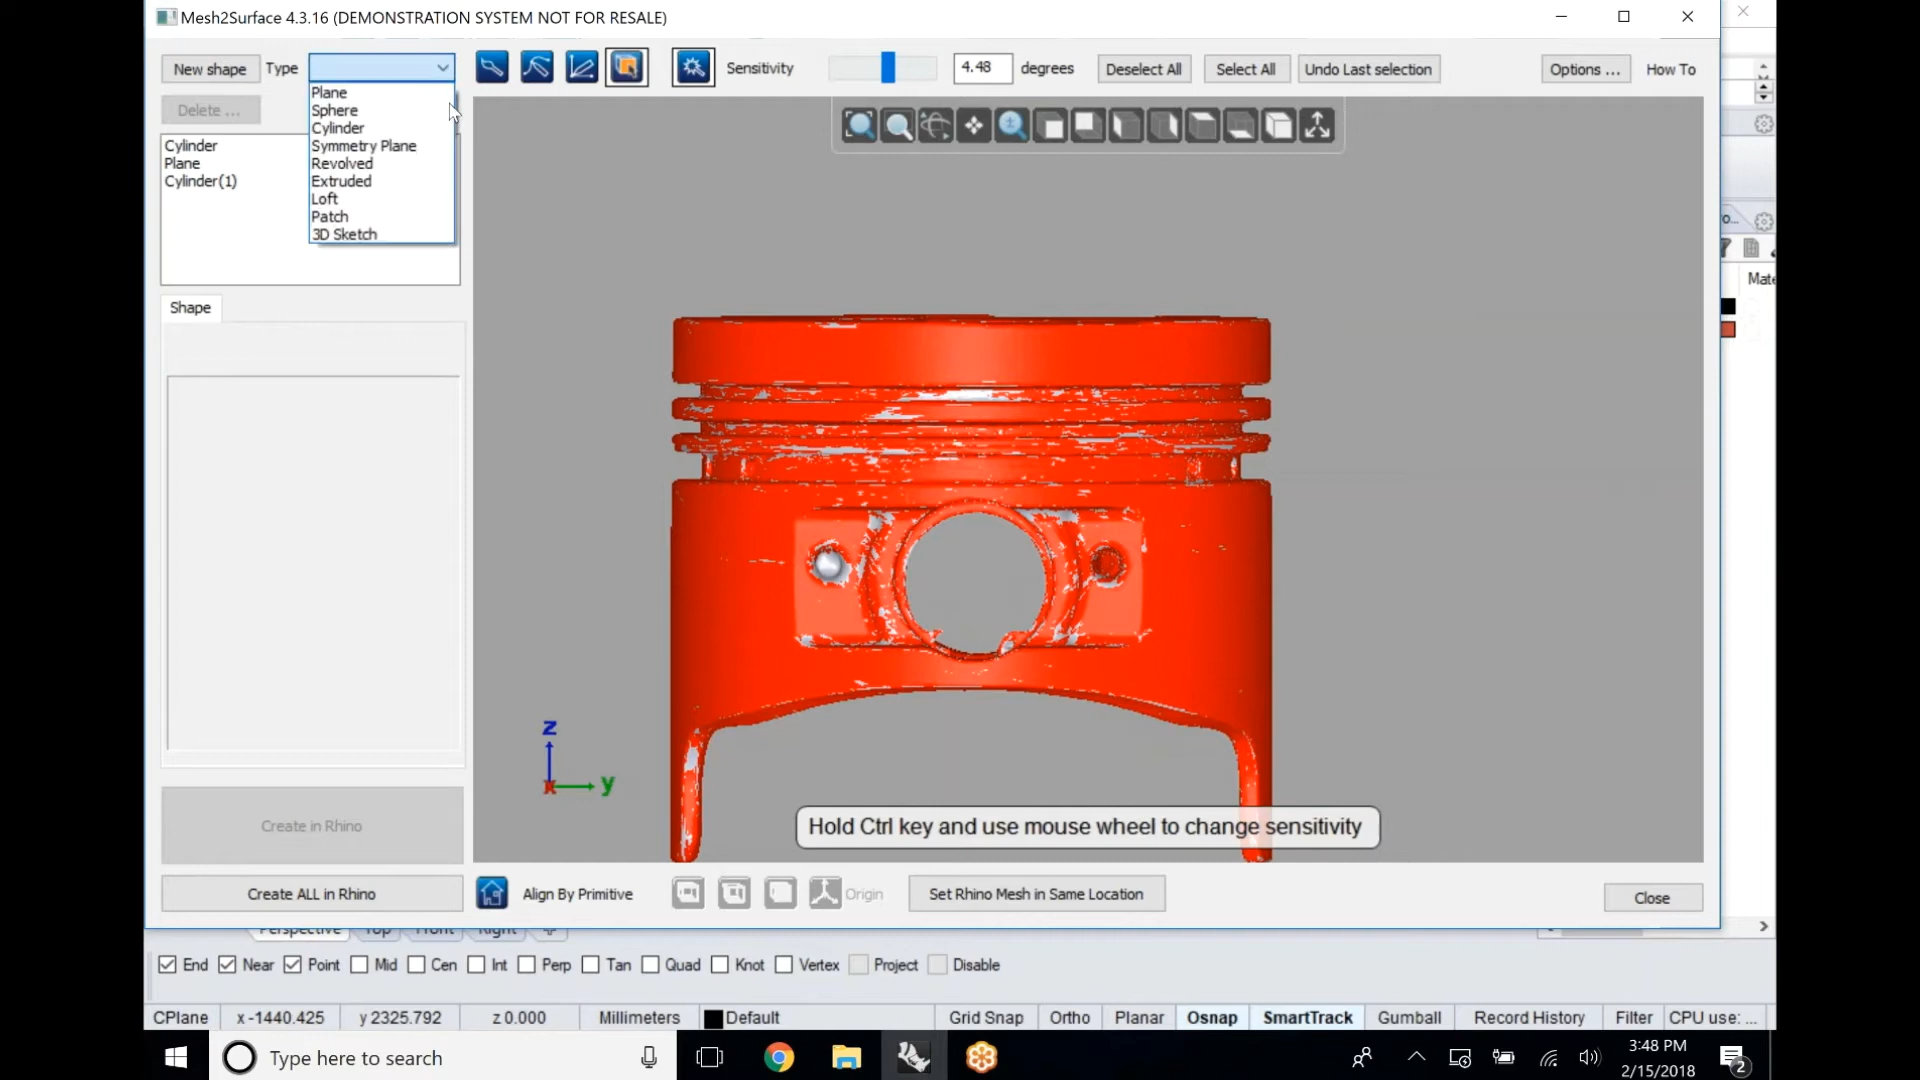 Mesh2Surface 4.3.16 (DEMONSTRATION SYSTEM NOT FOR RESALE)
New shape Type Sensitivity 4.48 degrees Deselect All Select All Undo Last selection Options ... How To
Delete ...
Plane
Sphere
Cylinder
Symmetry Plane
Revolved
Extruded
Loft
Patch
3D Sketch
Cylinder
Plane
Cylinder(1)
Shape
Mate
z
x y
Hold Ctrl key and use mouse wheel to change sensitivity
Create in Rhino
Create ALL in Rhino Align By Primitive Origin Set Rhino Mesh in Same Location Close
Perspective Top Front Right
End Near Point Mid Cen Int Perp Tan Quad Knot Vertex Project Disable
CPlane x -1440.425 y 2325.792 z 0.000 Millimeters Default Grid Snap Ortho Planar Osnap SmartTrack Gumball Record History Filter CPU use: ...
Type here to search
3:48 PM
2/15/2018
2